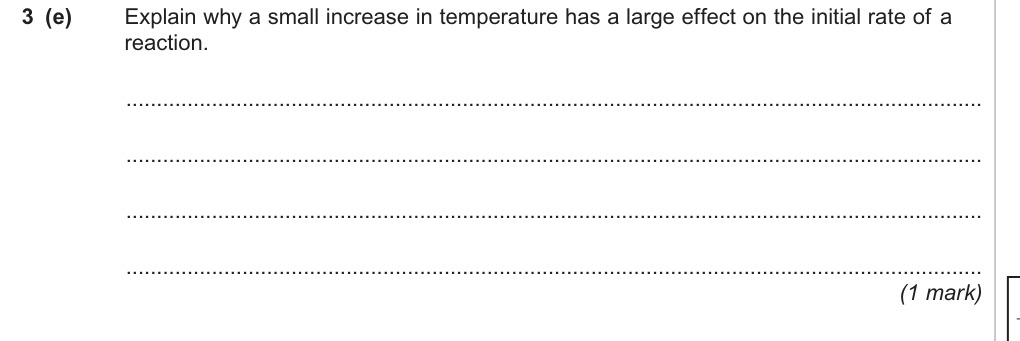 3 (e) Explain why a small increase in temperature has a large effect on the initial rate of a
reaction.
................................................................................
................................................................................
................................................................................
................................................................................
(1 mark)